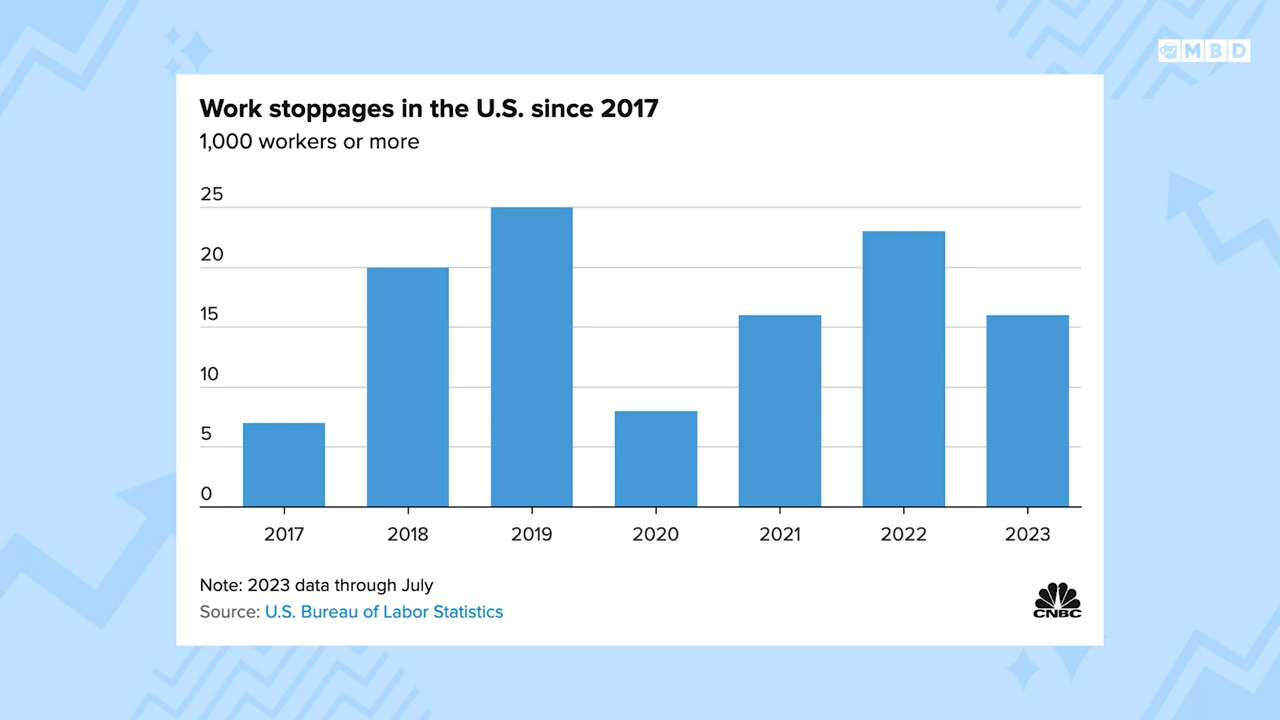 MBD
Work stoppages in the U.S. since 2017
1,000 workers or more
25
20
15
10
5
0
2017 2018 2019 2020 2021 2022 2023
Note: 2023 data through July
Source: U.S. Bureau of Labor Statistics
CNBC